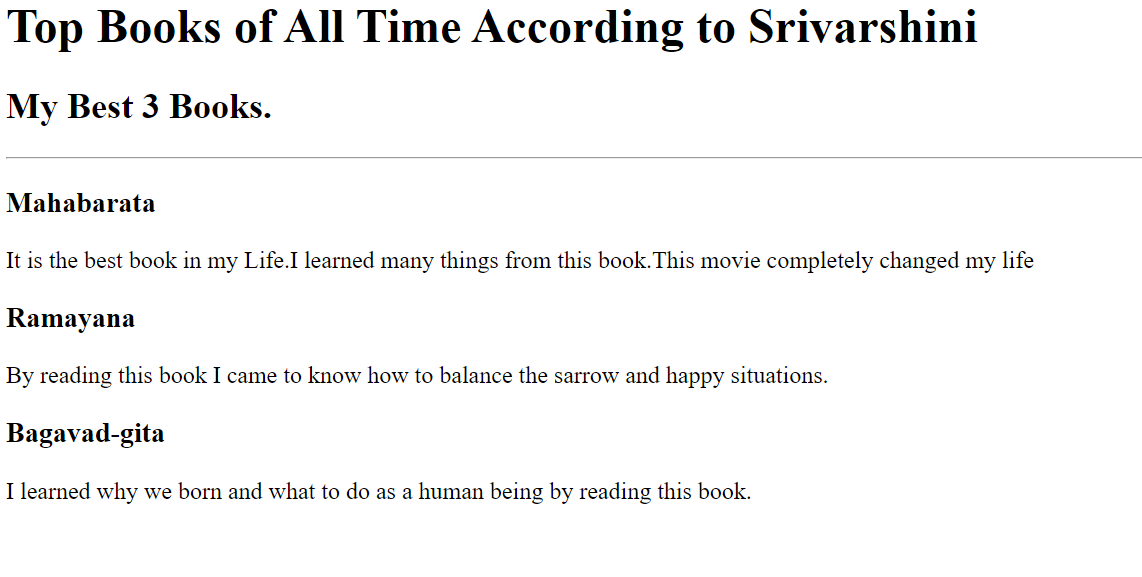 Top Books of All Time According to Srivarshini
My Best 3 Books.
Mahabarata
It is the best book in my Life.I learned many things from this book.This movie completely changed my life
Ramayana
By reading this book I came to know how to balance the sarrow and happy situations.
Bagavad-gita
I learned why we born and what to do as a human being by reading this book.